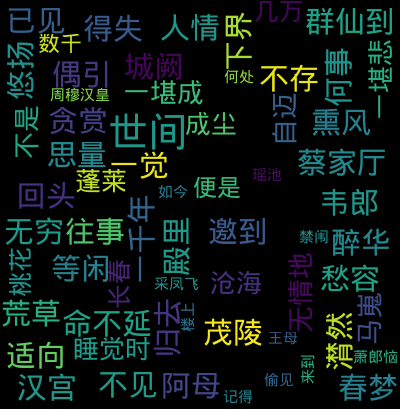 已见
得失
人情
下界
几万
群仙到
数千
悠扬
偶引
城阙
何处
不存
何事
一堪悲
周穆汉皇
一堪成
不是
贪赏
世间
成尘
自迈
熏风
思量
一觉
蓬莱
瑶池
蔡家厅
回头
如今
便是
韦郎
无穷
往事
一千年
殿里
邀到
禁闱
醉华
桃花
等闲
长春
采凤飞
沧海
无情地
愁容
荒草
命不延
归去
楼上
茂陵
潸然
马嵬
适向
睡觉时
王母
萧郎恼
汉宫
不见
阿母
偷见
来到
记得
春梦